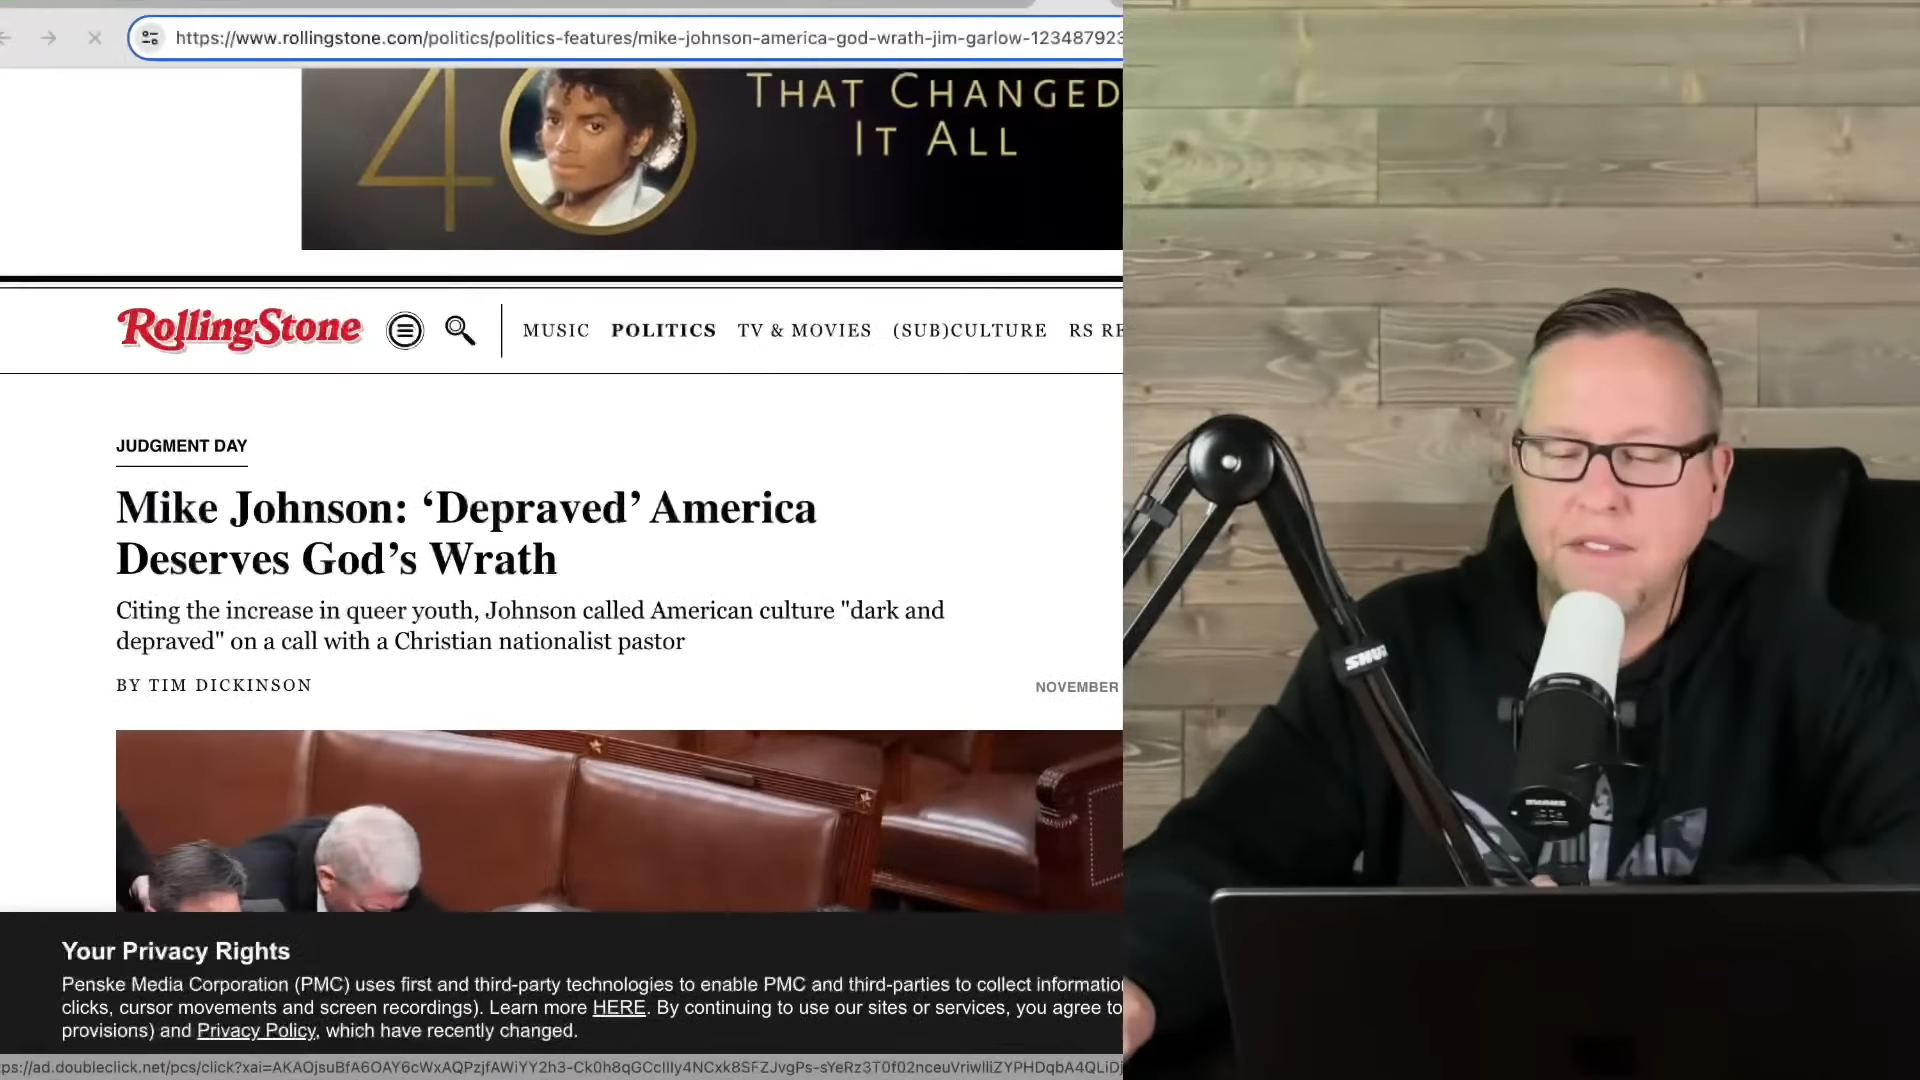 https://www.rollingstone.com/politics/politics-features/mike-johnson-america-god-wrath-jim-garlow-123487923
40
THAT CHANGED
IT ALL
RollingStone
MUSIC POLITICS TV & MOVIES (SUB)CULTURE RS RE
JUDGMENT DAY
Mike Johnson: ‘Depraved’ America
Deserves God’s Wrath
Citing the increase in queer youth, Johnson called American culture "dark and
depraved" on a call with a Christian nationalist pastor
BY TIM DICKINSON
NOVEMBER
SHU
Your Privacy Rights
Penske Media Corporation (PMC) uses first and third-party technologies to enable PMC and third-parties to collect informatio
clicks, cursor movements and screen recordings). Learn more HERE. By continuing to use our sites or services, you agree to
provisions) and Privacy Policy, which have recently changed.